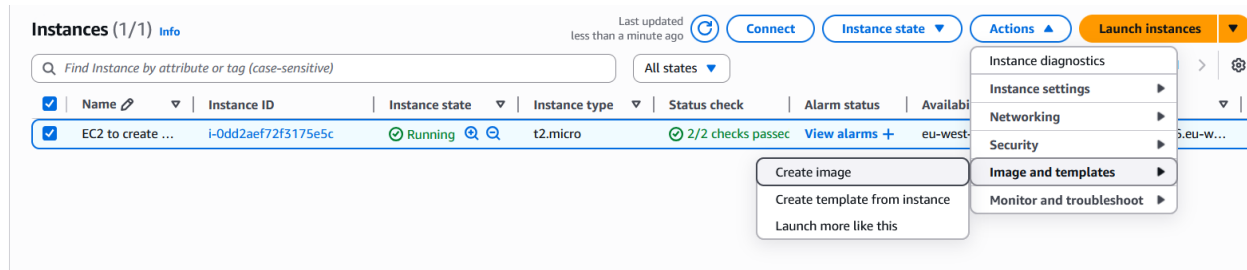 Instances (1/1) Info
Last updated
less than a minute ago
Connect
Instance state
Actions
Launch instances
Find Instance by attribute or tag (case-sensitive)
All states
Name
Instance ID
Instance state
Instance type
Status check
Alarm status
Availabi
EC2 to create ...
i-0dd2aef72f3175e5c
Running
t2.micro
2/2 checks passec
View alarms +
eu-west-
5.eu-w...
Instance diagnostics
Instance settings
Networking
Security
Image and templates
Monitor and troubleshoot
Create image
Create template from instance
Launch more like this